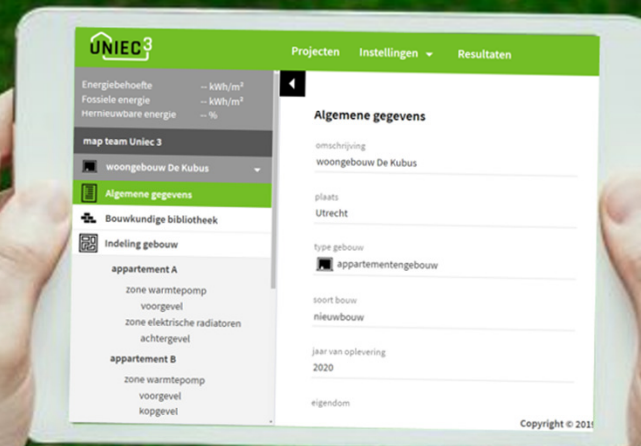 UNIEC3
Projecten Instellingen Resultaten
Energiebehoefte -- kWh/m²
Fossiele energie -- kWh/m²
Hernieuwbare energie -- %
map team Uniec 3
woongebouw De Kubus
Algemene gegevens
Bouwkundige bibliotheek
Indeling gebouw
appartement A
zone warmtepomp
voorgevel
zone elektrische radiatoren
achtergevel
appartement B
zone warmtepomp
voorgevel
kopgevel
Algemene gegevens
omschrijving
woongebouw De Kubus
plaats
Utrecht
type gebouw
appartementengebouw
soort bouw
nieuwbouw
jaar van oplevering
2020
eigendom
Copyright © 2019